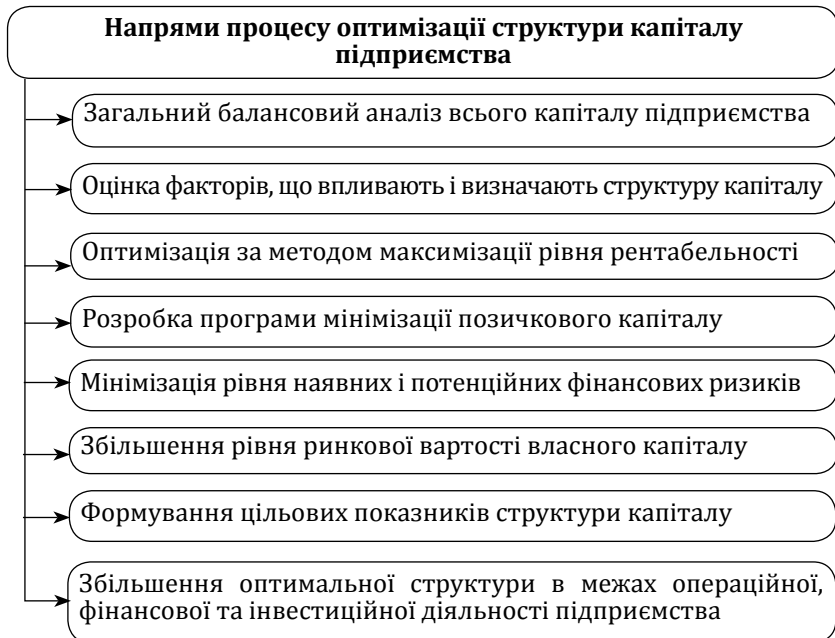 Напрями процесу оптимізації структури капіталу
підприємства
Загальний балансовий аналіз всього капіталу підприємства
Оцінка факторів, що впливають і визначають структуру капіталу
Оптимізація за методом максимізації рівня рентабельності
Розробка програми мінімізації позичкового капіталу
Мінімізація рівня наявних і потенційних фінансових ризиків
Збільшення рівня ринкової вартості власного капіталу
Формування цільових показників структури капіталу
Збільшення оптимальної структури в межах операційної,
фінансової та інвестиційної діяльності підприємства